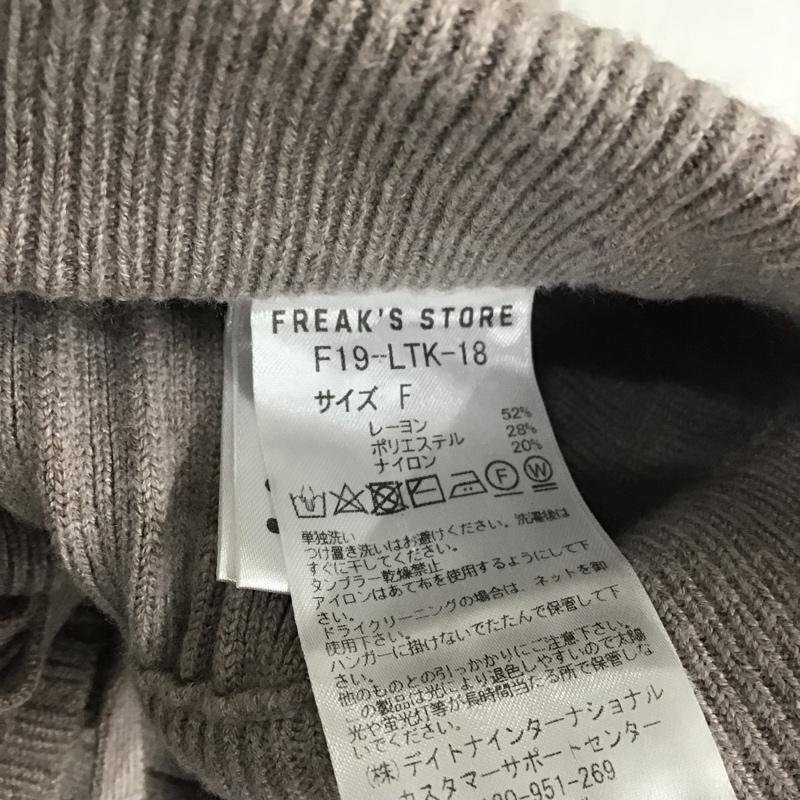 FREAK'S STORE
F19-LTK-18
サイズ F
レーヨン 52%
ポリエステル 28%
ナイロン 20%
F W
単独洗い
つけ置き洗いはお避けください。洗濯後は
すぐに干してください。
タンブラー乾燥禁止
アイロンはあて布を使用するようにして下
さい。
ドライクリーニングの場合は、ネットを御
使用下さい。
ハンガーに掛けないでたたんで保管して下
さい。
他のものとの引っかかりにご注意下さい。
この製品は光により退色しやすいので太陽
光や蛍光灯等が長時間当たる所で保管しな
いでください。
(株)デイトナインターナショナル
カスタマーサポートセンター
20-951-269